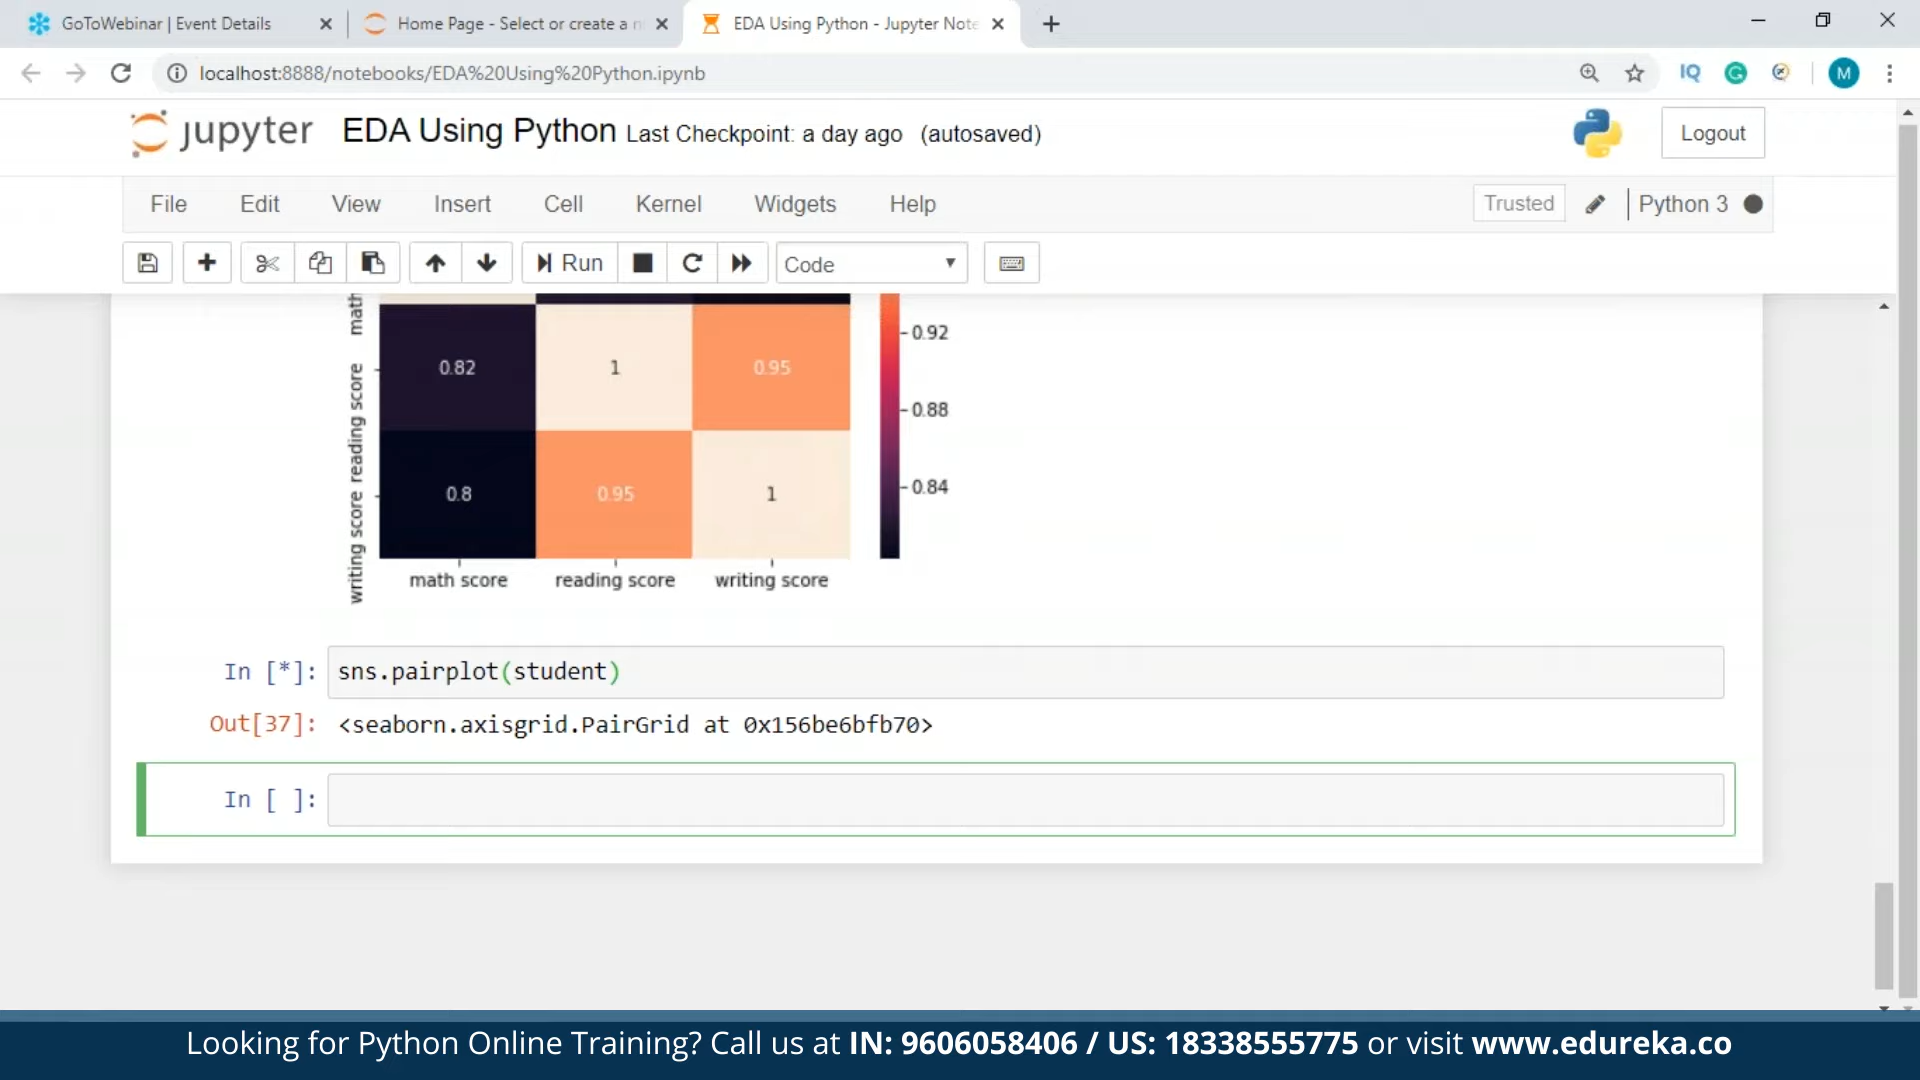 GoToWebinar | Event Details
Home Page - Select or create a n
EDA Using Python - Jupyter Note
localhost:8888/notebooks/EDA%20Using%20Python.ipynb
IQ
M
jupyter EDA Using Python Last Checkpoint: a day ago (autosaved)
Logout
File Edit View Insert Cell Kernel Widgets Help
Trusted
Python 3
Run
Code
math
reading score
writing score
0.82 1 0.95
0.8 0.95 1
math score reading score writing score
0.92
0.88
0.84
In [*]: sns.pairplot(student)
Out[37]: <seaborn.axisgrid.PairGrid at 0x156be6bfb70>
In [ ]:
Looking for Python Online Training? Call us at IN: 9606058406 / US: 18338555775 or visit www.edureka.co